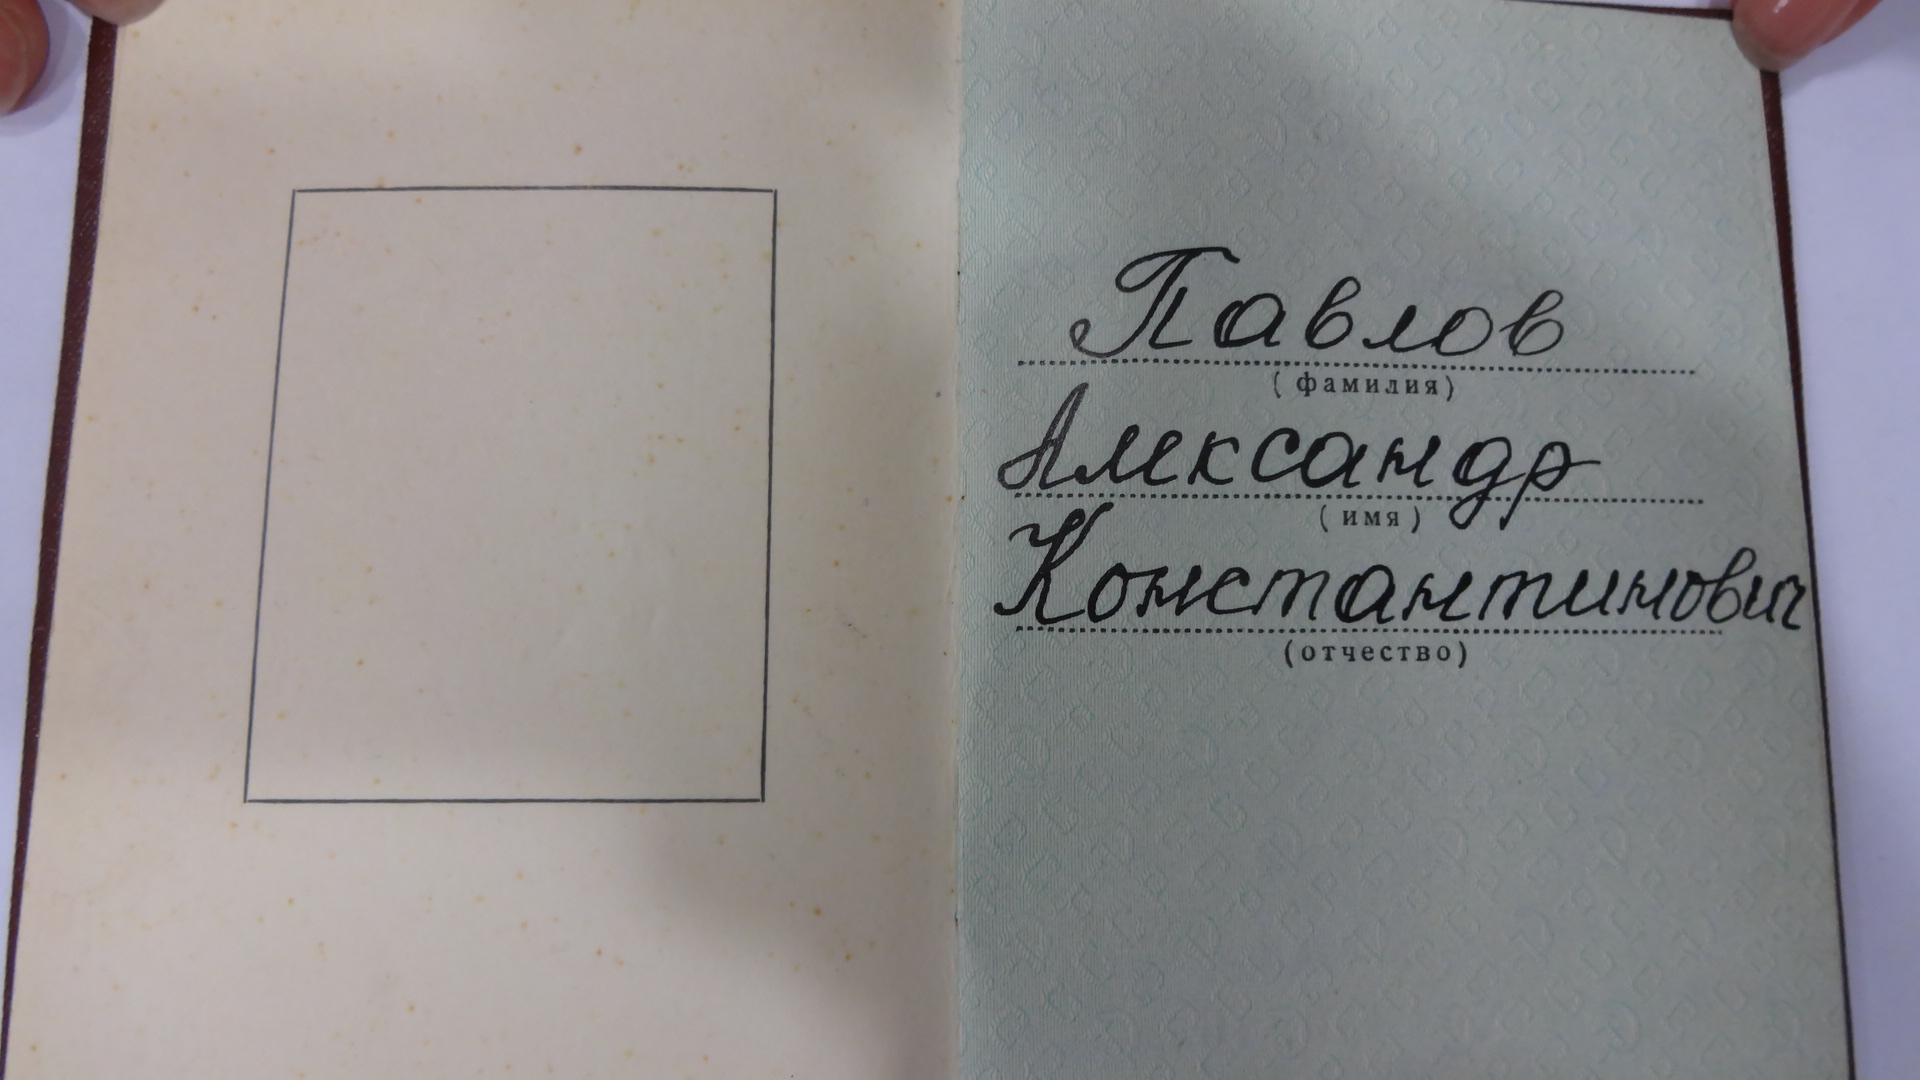 Павлов
(фамилия)
Александр
(имя)
Константинович
(отчество)